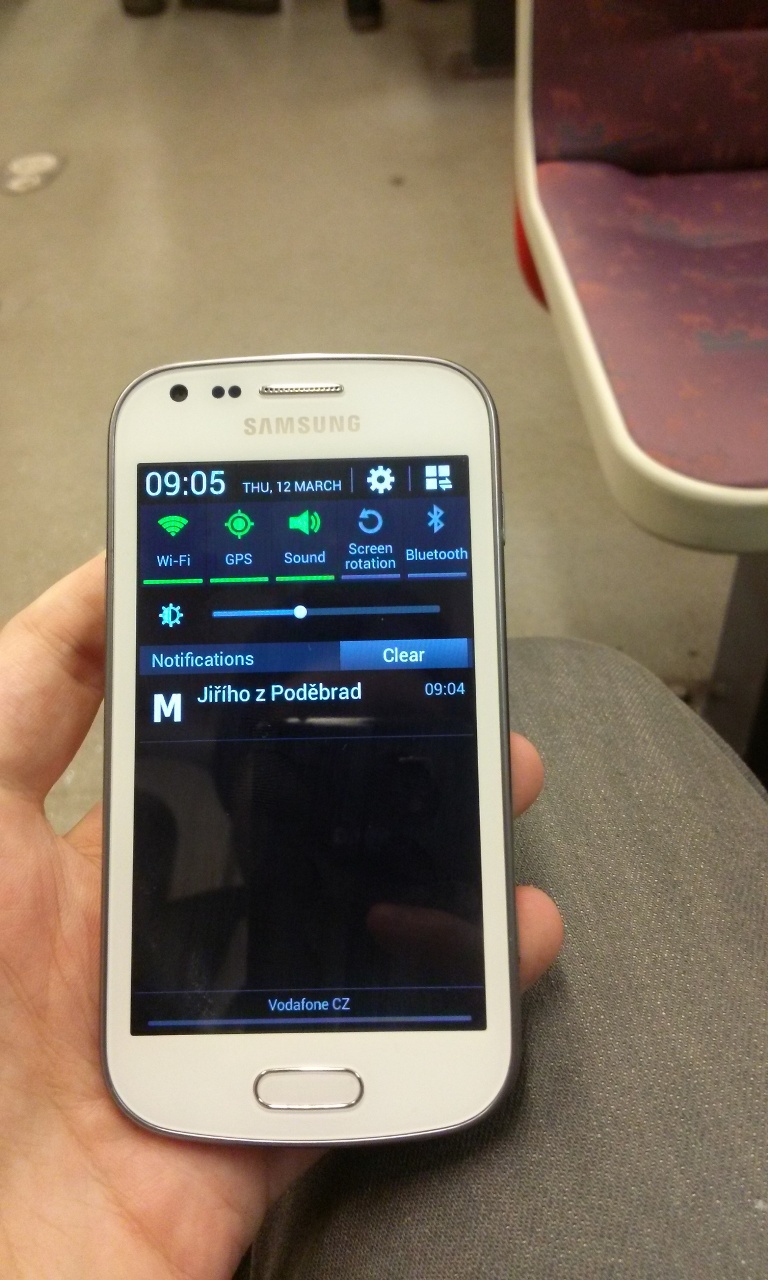 SAMSUNG
09:05 THU, 12 MARCH
Wi-Fi GPS Sound Screen rotation Bluetooth
Notifications Clear
M Jiřího z Poděbrad 09:04
Vodafone CZ